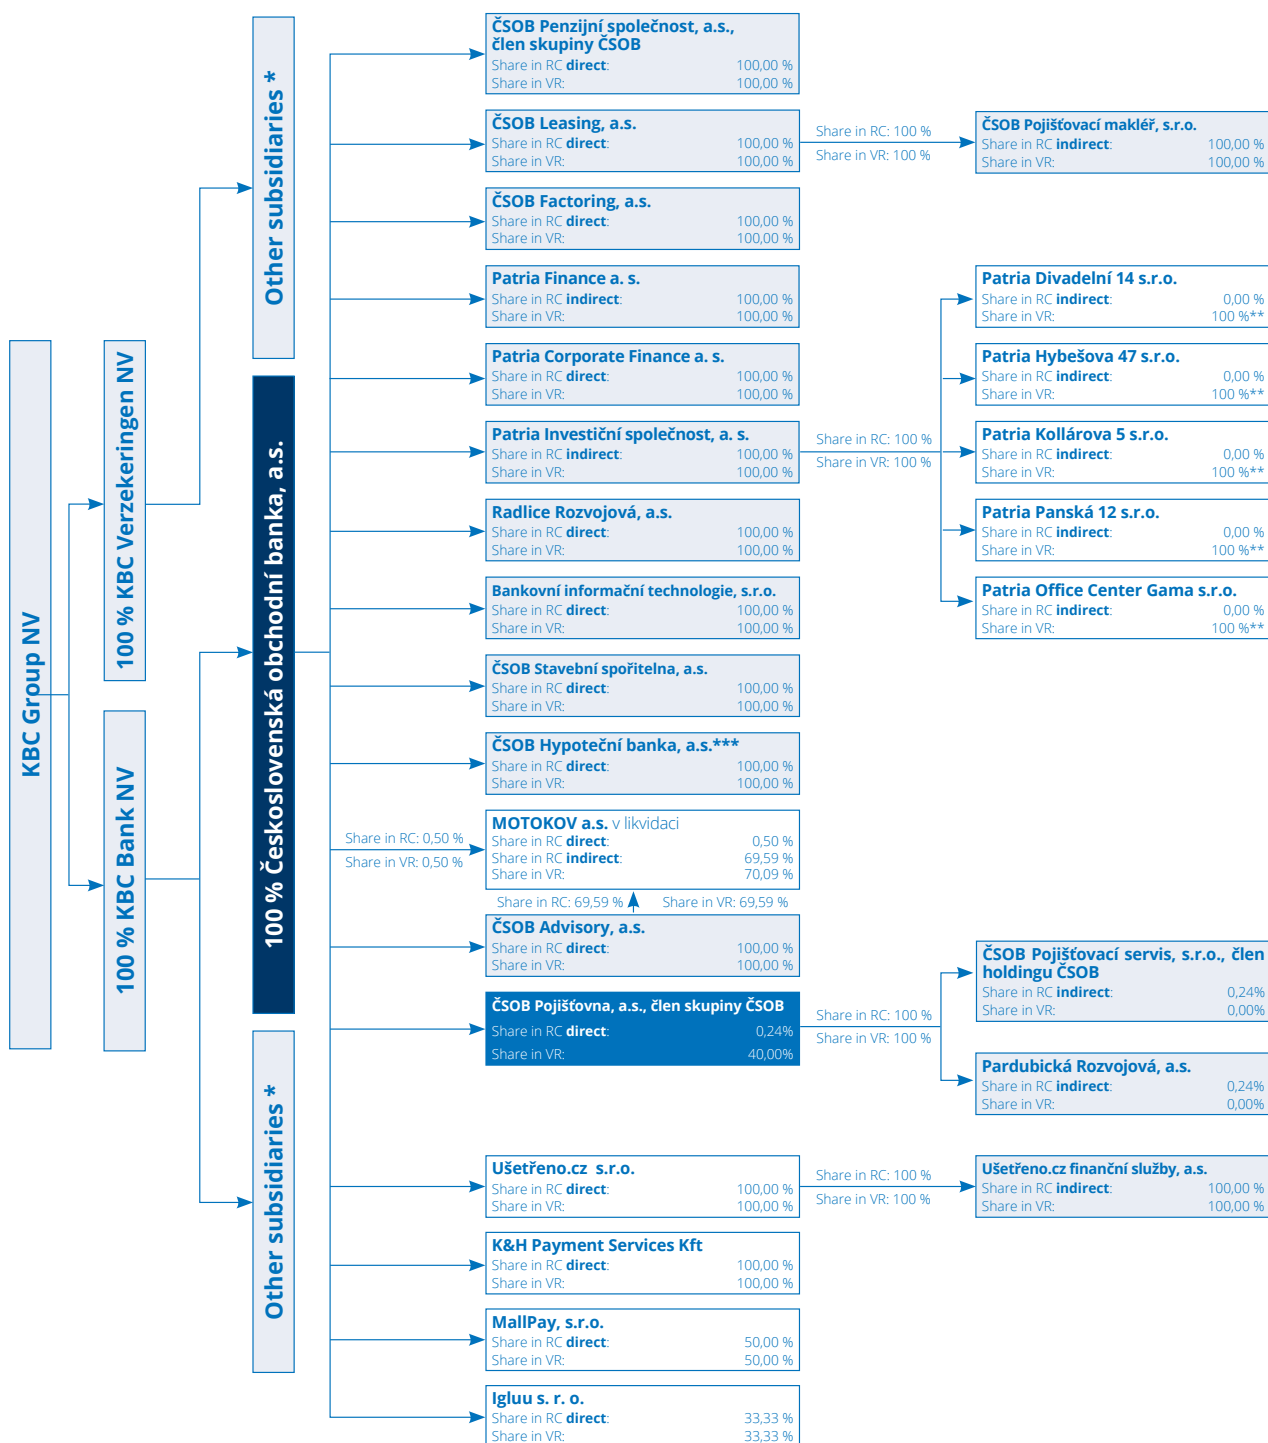 KBC Group NV
100 % KBC Verzekeringen NV
100 % KBC Bank NV
Other subsidiaries *
100 % Československá obchodní banka, a.s.
Other subsidiaries *
ČSOB Penzijní společnost, a.s.,
člen skupiny ČSOB
Share in RC direct: 100,00 %
Share in VR: 100,00 %
ČSOB Leasing, a.s.
Share in RC direct: 100,00 %
Share in VR: 100,00 %
Share in RC: 100 %
Share in VR: 100 %
ČSOB Pojišťovací makléř, s.r.o.
Share in RC indirect: 100,00 %
Share in VR: 100,00 %
ČSOB Factoring, a.s.
Share in RC direct: 100,00 %
Share in VR: 100,00 %
Patria Finance a. s.
Share in RC indirect: 100,00 %
Share in VR: 100,00 %
Patria Corporate Finance a. s.
Share in RC direct: 100,00 %
Share in VR: 100,00 %
Patria Investiční společnost, a. s.
Share in RC indirect: 100,00 %
Share in VR: 100,00 %
Share in RC: 100 %
Share in VR: 100 %
Patria Divadelní 14 s.r.o.
Share in RC indirect: 0,00 %
Share in VR: 100 %**
Patria Hybešova 47 s.r.o.
Share in RC indirect: 0,00 %
Share in VR: 100 %**
Patria Kollárova 5 s.r.o.
Share in RC indirect: 0,00 %
Share in VR: 100 %**
Patria Panská 12 s.r.o.
Share in RC indirect: 0,00 %
Share in VR: 100 %**
Patria Office Center Gama s.r.o.
Share in RC indirect: 0,00 %
Share in VR: 100 %**
Radlice Rozvojová, a.s.
Share in RC direct: 100,00 %
Share in VR: 100,00 %
Bankovní informační technologie, s.r.o.
Share in RC direct: 100,00 %
Share in VR: 100,00 %
ČSOB Stavební spořitelna, a.s.
Share in RC direct: 100,00 %
Share in VR: 100,00 %
ČSOB Hypoteční banka, a.s.***
Share in RC direct: 100,00 %
Share in VR: 100,00 %
Share in RC: 0,50 %
Share in VR: 0,50 %
MOTOKOV a.s. v likvidaci
Share in RC direct: 0,50 %
Share in RC indirect: 69,59 %
Share in VR: 70,09 %
Share in RC: 69,59 % Share in VR: 69,59 %
ČSOB Advisory, a.s.
Share in RC direct: 100,00 %
Share in VR: 100,00 %
ČSOB Pojišťovna, a.s., člen skupiny ČSOB
Share in RC direct: 0,24%
Share in VR: 40,00%
Share in RC: 100 %
Share in VR: 100 %
ČSOB Pojišťovací servis, s.r.o., člen
holdingu ČSOB
Share in RC indirect: 0,24%
Share in VR: 0,00%
Pardubická Rozvojová, a.s.
Share in RC indirect: 0,24%
Share in VR: 0,00%
Ušetřeno.cz s.r.o.
Share in RC direct: 100,00 %
Share in VR: 100,00 %
Share in RC: 100 %
Share in VR: 100 %
Ušetřeno.cz finanční služby, a.s.
Share in RC indirect: 100,00 %
Share in VR: 100,00 %
K&H Payment Services Kft
Share in RC direct: 100,00 %
Share in VR: 100,00 %
MallPay, s.r.o.
Share in RC direct: 50,00 %
Share in VR: 50,00 %
Igluu s. r. o.
Share in RC direct: 33,33 %
Share in VR: 33,33 %